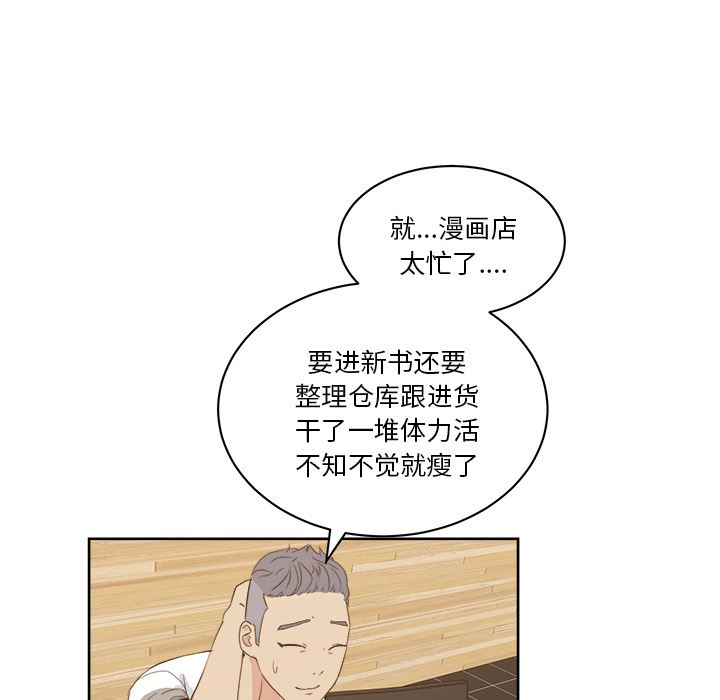 就...漫画店
太忙了....
要进新书还要
整理仓库跟进货
干了一堆体力活
不知不觉就瘦了